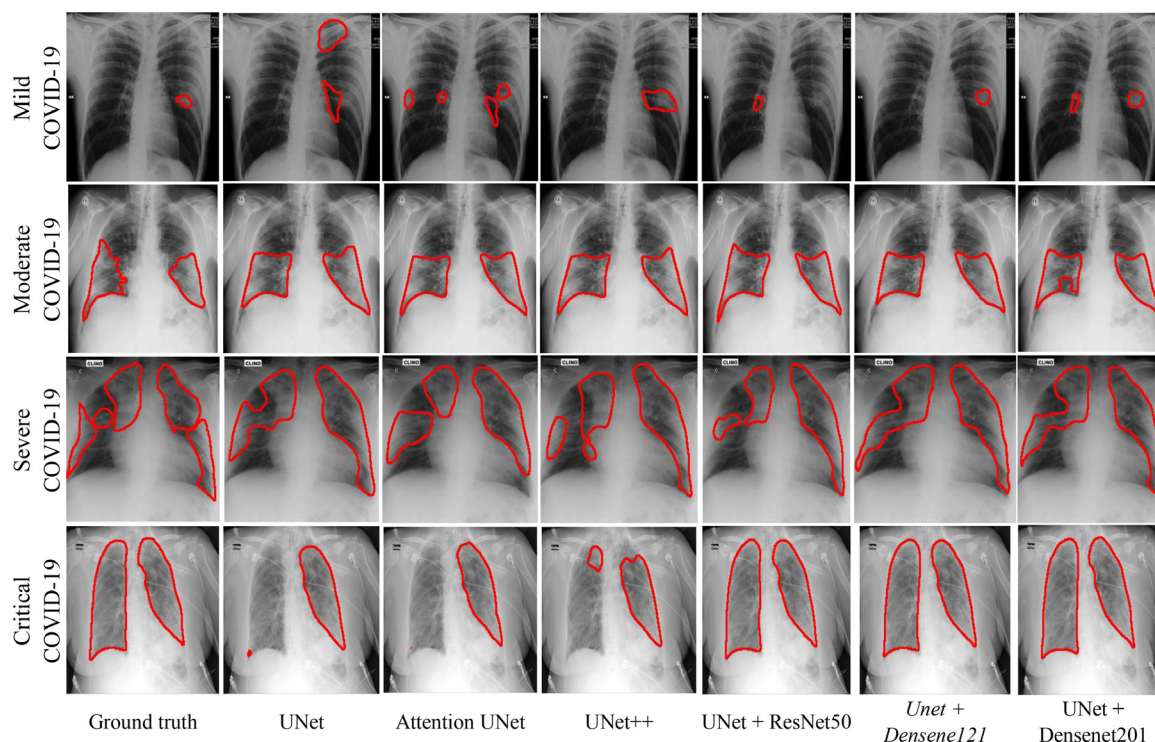 Mild
COVID-19
Moderate
COVID-19
CLINO
Severe
COVID-19
CLINO
CLINO
CLINO
CLINO
CLINO
CLINO
Critical
COVID-19
Ground truth
UNet
Attention UNet
UNet++
UNet + ResNet50
Unet +
Densene121
UNet +
Densenet201